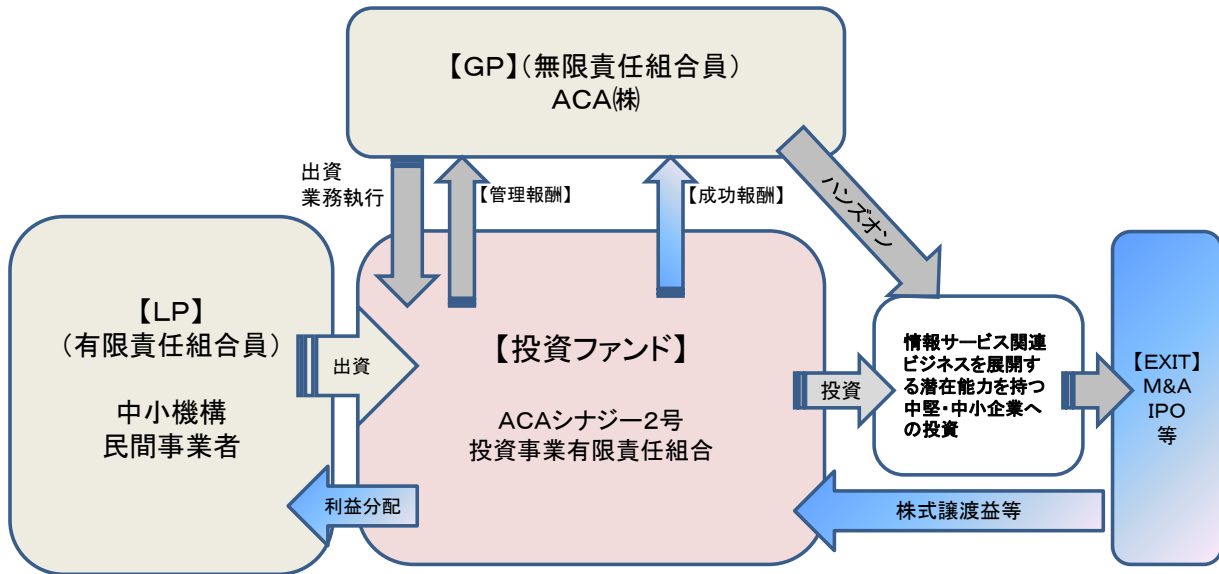 【GP】(無限責任組合員)
ACA㈱
出資
業務執行
【管理報酬】
【成功報酬】
ハンズオン
【LP】
(有限責任組合員)
中小機構
民間事業者
出資
【投資ファンド】
ACAシナジー2号
投資事業有限責任組合
投資
情報サービス関連
ビジネスを展開す
る潜在能力を持つ
中堅・中小企業へ
の投資
【EXIT】
M&A
IPO
等
利益分配
株式譲渡益等